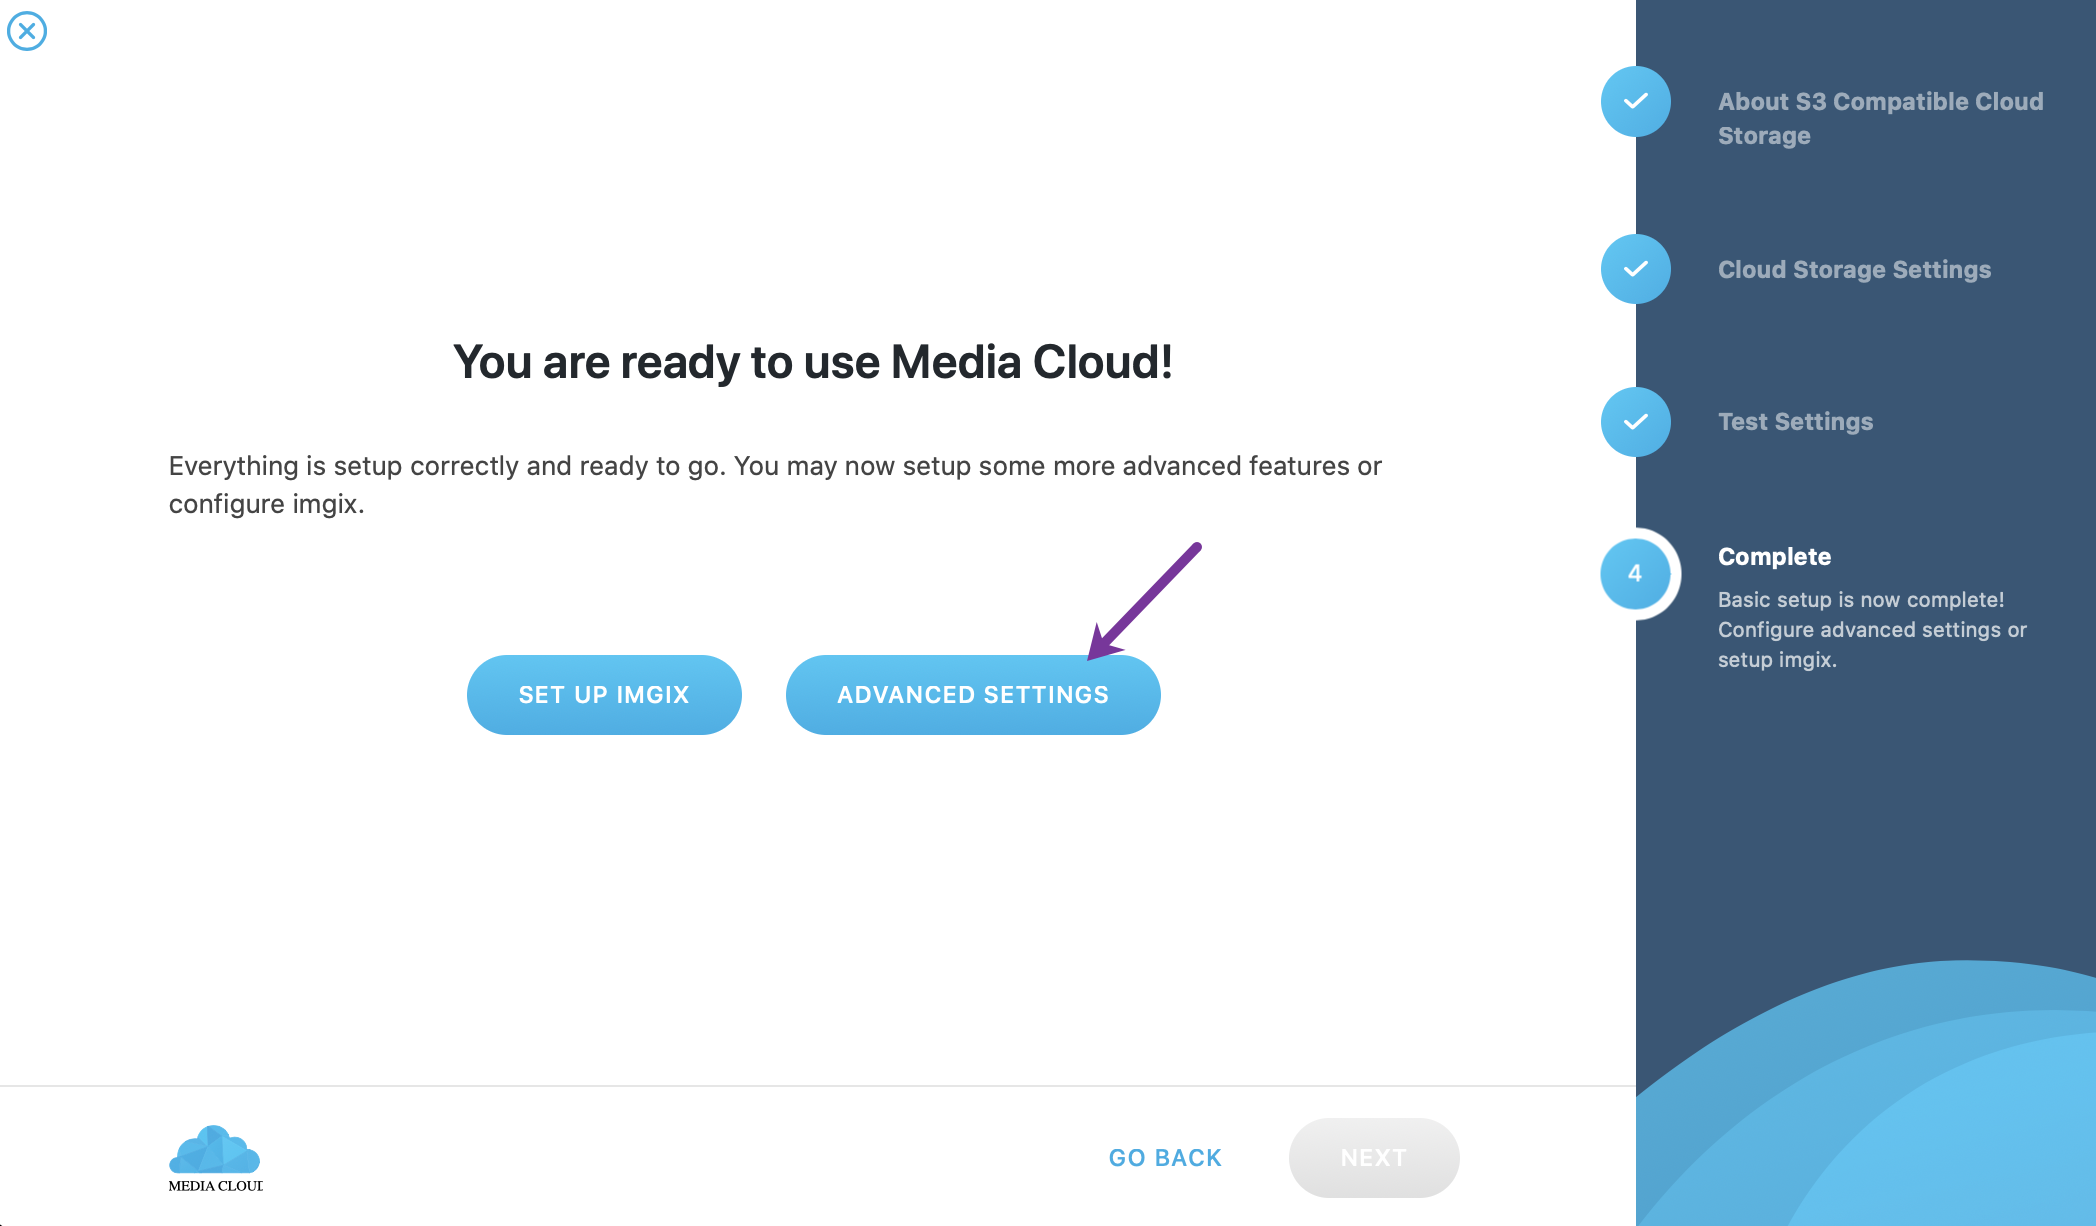 You are ready to use Media Cloud!
Everything is setup correctly and ready to go. You may now setup some more advanced features or
configure imgix.
SET UP IMGIX
ADVANCED SETTINGS
MEDIA CLOUD
GO BACK
NEXT
About S3 Compatible Cloud
Storage
Cloud Storage Settings
Test Settings
4
Complete
Basic setup is now complete!
Configure advanced settings or
setup imgix.